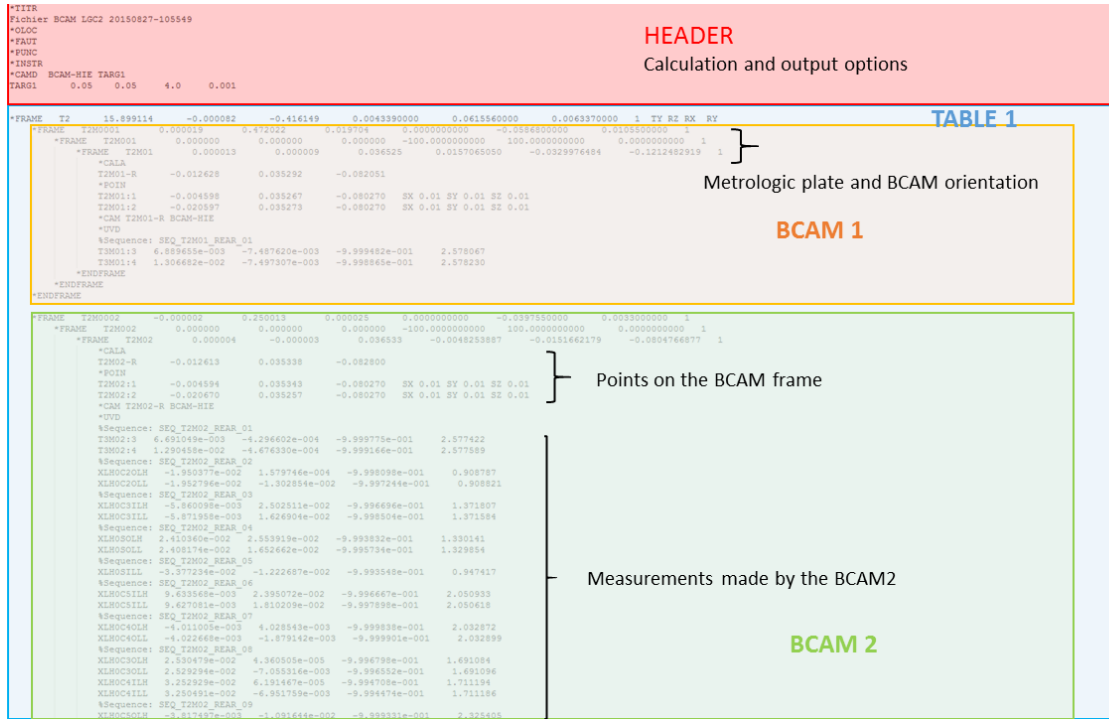 *TITR
Fichier BCAM LGC2 20150827-105549
*OLOC
*FAUT
*PUNC
*INSTR
*CAMD BCAM-HIE TARG1
TARG1 0.05 0.05 4.0 0.001
HEADER
Calculation and output options
*FRAME T2 15.899114 -0.000082 -0.416149 0.0043390000 0.0615560000 0.0063370000 1 TY RZ RX RY
TABLE 1
*FRAME T2M0001 0.000019 0.472022 0.019704 0.0000000000 -0.0586800000 0.0105500000 1
*FRAME T2M001 0.000000 0.000000 0.000000 -100.0000000000 100.0000000000 0.0000000000 1
*FRAME T2M01 0.000013 0.000009 0.036525 0.0157065050 -0.0329976484 -0.1212482919 1
*CALA
T2M01-R -0.012628 0.035292 -0.082051
*POIN
T2M01:1 -0.004598 0.035267 -0.080270 SX 0.01 SY 0.01 SZ 0.01
T2M01:2 -0.020597 0.035273 -0.080270 SX 0.01 SY 0.01 SZ 0.01
*CAM T2M01-R BCAM-HIE
*UVD
%Sequence: SEQ_T2M01_REAR_01
T3M01:3 6.889655e-003 -7.487620e-003 -9.999482e-001 2.578067
T3M01:4 1.306682e-002 -7.497307e-003 -9.998865e-001 2.578230
*ENDFRAME
*ENDFRAME
*ENDFRAME
Metrologic plate and BCAM orientation
BCAM 1
*FRAME T2M0002 -0.000002 0.250013 0.000025 0.0000000000 -0.0397550000 0.0033000000 1
*FRAME T2M002 0.000000 0.000000 0.000000 -100.0000000000 100.0000000000 0.0000000000 1
*FRAME T2M02 0.000004 -0.000003 0.036533 -0.0048253887 -0.0151662179 -0.0804766877 1
*CALA
T2M02-R -0.012613 0.035338 -0.082800
*POIN
T2M02:1 -0.004594 0.035343 -0.080270 SX 0.01 SY 0.01 SZ 0.01
T2M02:2 -0.020670 0.035257 -0.080270 SX 0.01 SY 0.01 SZ 0.01
*CAM T2M02-R BCAM-HIE
*UVD
Points on the BCAM frame
%Sequence: SEQ_T2M02_REAR_01
T3M02:3 6.691049e-003 -4.296602e-004 -9.999775e-001 2.577422
T3M02:4 1.290458e-002 -4.676330e-004 -9.999166e-001 2.577589
%Sequence: SEQ_T2M02_REAR_02
XLH0C2OLH -1.950377e-002 1.579746e-004 -9.998098e-001 0.908787
XLH0C2OLL -1.952796e-002 -1.302854e-002 -9.997244e-001 0.908821
%Sequence: SEQ_T2M02_REAR_03
XLH0C3ILH -5.860098e-003 2.502511e-002 -9.996696e-001 1.371807
XLH0C3ILL -5.871958e-003 1.626904e-002 -9.998504e-001 1.371584
%Sequence: SEQ_T2M02_REAR_04
XLH0SOLH 2.410360e-002 2.553919e-002 -9.993832e-001 1.330141
XLH0SOLL 2.408174e-002 1.652662e-002 -9.995734e-001 1.329854
%Sequence: SEQ_T2M02_REAR_05
XLH0SILL -3.377234e-002 -1.222687e-002 -9.993548e-001 0.947417
%Sequence: SEQ_T2M02_REAR_06
XLH0C5ILH 9.633568e-003 2.395072e-002 -9.996667e-001 2.050933
XLH0C5ILL 9.627081e-003 1.810209e-002 -9.997898e-001 2.050618
%Sequence: SEQ_T2M02_REAR_07
XLH0C4OLH -4.011005e-003 4.028543e-003 -9.999838e-001 2.032872
XLH0C4OLL -4.022668e-003 -1.879142e-003 -9.999901e-001 2.032899
%Sequence: SEQ_T2M02_REAR_08
XLH0C3OLH 2.530479e-002 4.360505e-005 -9.996798e-001 1.691084
XLH0C3OLL 2.529294e-002 -7.055316e-003 -9.996552e-001 1.691096
XLH0C4ILH 3.252929e-002 6.191467e-005 -9.994708e-001 1.711194
XLH0C4ILL 3.250491e-002 -6.951759e-003 -9.994474e-001 1.711186
%Sequence: SEQ_T2M02_REAR_09
XLH0C5OLH -3.817497e-003 -1.091644e-002 -9.999331e-001 2.325405
Measurements made by the BCAM2
BCAM 2